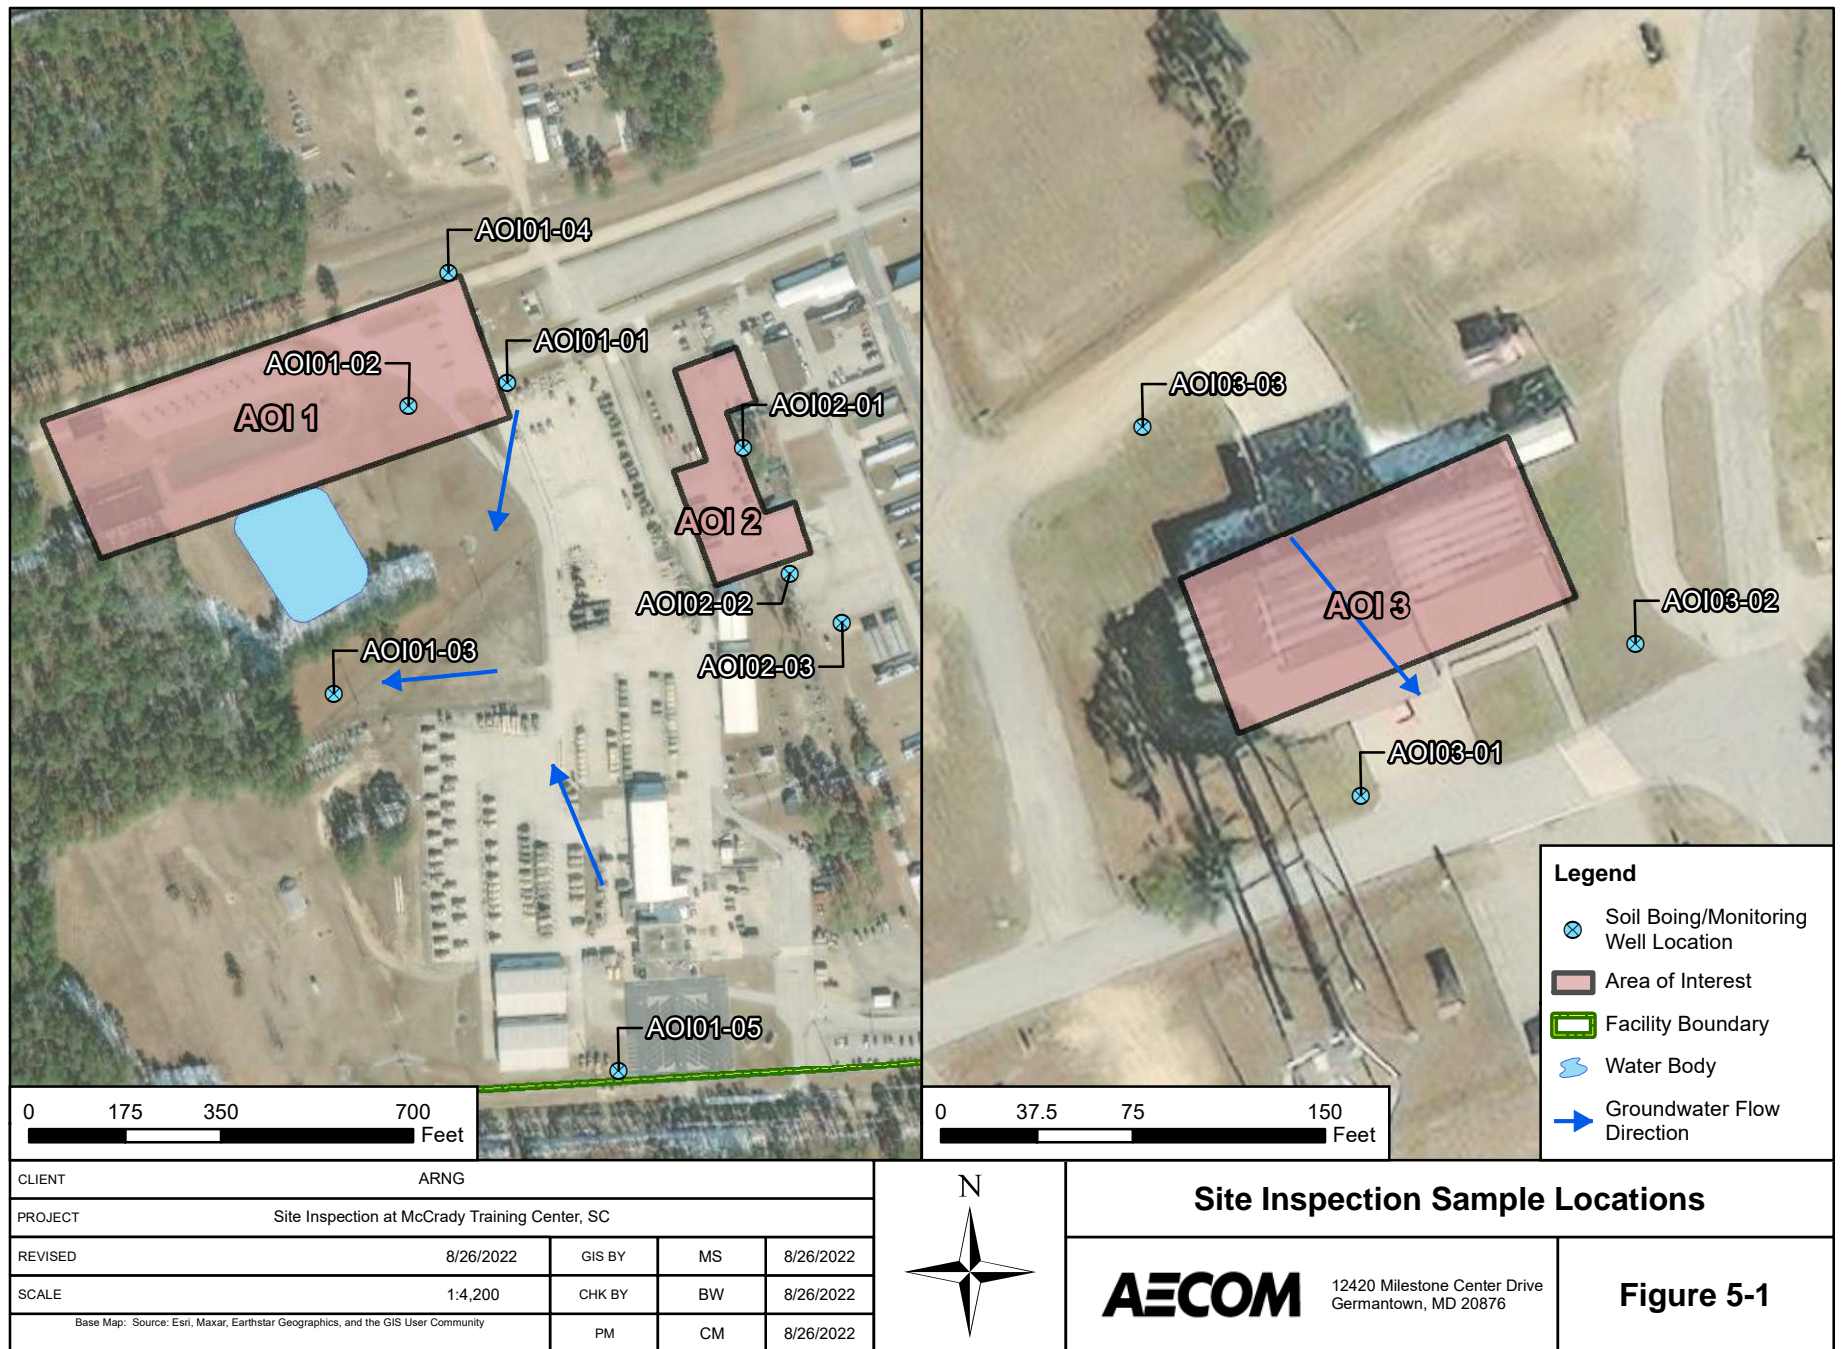 AOI01-04
AOI01-01
AOI01-02
AOI 1
AOI02-01
AOI 2
AOI02-02
AOI01-03
AOI02-03
AOI01-05
0 175 350 700
Feet
AOI03-03
AOI 3
AOI03-02
AOI03-01
0 37.5 75 150
Feet
Legend
Soil Boing/Monitoring
Well Location
Area of Interest
Facility Boundary
Water Body
Groundwater Flow
Direction
CLIENT ARNG
PROJECT Site Inspection at McCrady Training Center, SC
REVISED 8/26/2022 GIS BY MS 8/26/2022
SCALE 1:4,200 CHK BY BW 8/26/2022
Base Map: Source: Esri, Maxar, Earthstar Geographics, and the GIS User Community
PM CM 8/26/2022
N
Site Inspection Sample Locations
AECOM
12420 Milestone Center Drive
Germantown, MD 20876
Figure 5-1